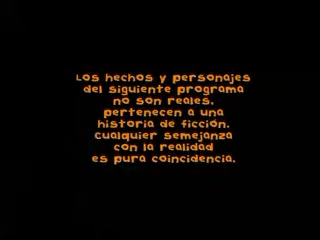 Los hechos y personajes
del siguiente programa
no son reales,
pertenecen a una
historia de ficción.
cualquier semejanza
con la realidad
es pura coincidencia.